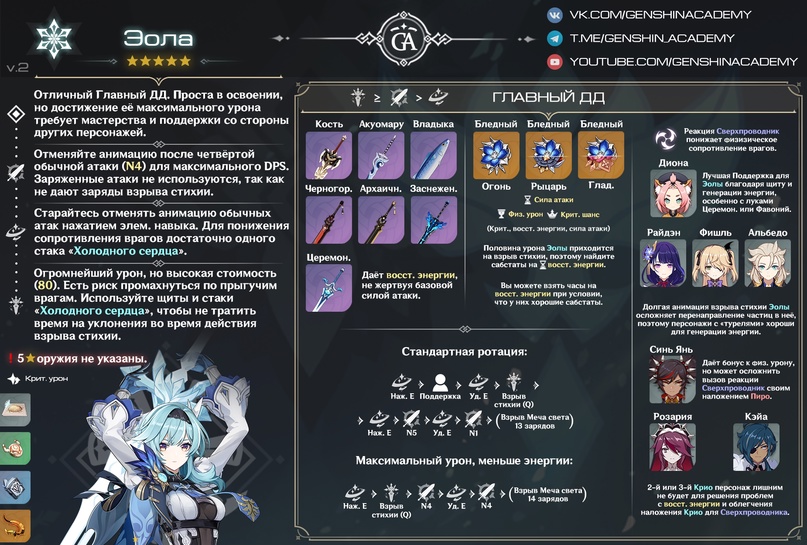 Эола
v.2
GA
VK.COM/GENSHINACADEMY
T.ME/GENSHIN_ACADEMY
YOUTUBE.COM/GENSHINACADEMY
Отличный Главный ДД. Проста в освоении,
но достижение её максимального урона
требует мастерства и поддержки со стороны
других персонажей.
Отменяйте анимацию после четвёртой
обычной атаки (N4) для максимального DPS.
Заряженные атаки не используются, так как
не дают заряды взрыва стихии.
Старайтесь отменять анимацию обычных
атак нажатием элем. навыка. Для понижения
сопротивления врагов достаточно одного
стака «Холодного сердца».
Огромнейший урон, но высокая стоимость
(80). Есть риск промахнуться по прыгучим
врагам. Используйте щиты и стаки
«Холодного сердца», чтобы не тратить
время на уклонения во время действия
взрыва стихии.
! 5★ оружия не указаны.
Крит. урон
≥ >
ГЛАВНЫЙ ДД
Кость Акуомару Владыка
Черногор. Архаичн. Заснежен.
Церемон.
Даёт восст. энергии,
не жертвуя базовой
силой атаки.
Бледный Бледный Бледный
Огонь Рыцарь Глад.
Сила атаки
Физ. урон Крит. шанс
(Крит., восст. энергии, сила атаки)
Половина урона Эолы приходится
на взрыв стихии, поэтому найдите
сабстаты на восст. энергии.
Вы можете взять часы на
восст. энергии при условии,
что у них хорошие сабстаты.
Стандартная ротация:
Наж. E > Поддержка > Уд. E > Взрыв стихии (Q) >
> Наж. E > N5 > Уд. E > N1 > (Взрыв Меча света) 13 зарядов
Максимальный урон, меньше энергии:
Наж. E > Взрыв стихии (Q) > N4 > Уд. E > N4 > (Взрыв Меча света) 14 зарядов
Реакция Сверхпроводник
понижает физическое
сопротивление врагов.
Диона
Лучшая Поддержка для
Эолы благодаря щиту и
генерации энергии,
особенно с луками
Церемон. или Фавоний.
Райдэн Фишль Альбедо
Долгая анимация взрыва стихии Эолы
осложняет перенаправление частиц в неё,
поэтому персонажи с «турелями» хороши
для генерации энергии.
Синь Янь
Даёт бонус к физ. урону,
но может осложнить
вызов реакции
Сверхпроводник своим
наложением Пиро.
Розария Кэйа
2-й или 3-й Крио персонаж лишним
не будет для решения проблем
с восст. энергии и облегчения
наложения Крио для Сверхпроводника.